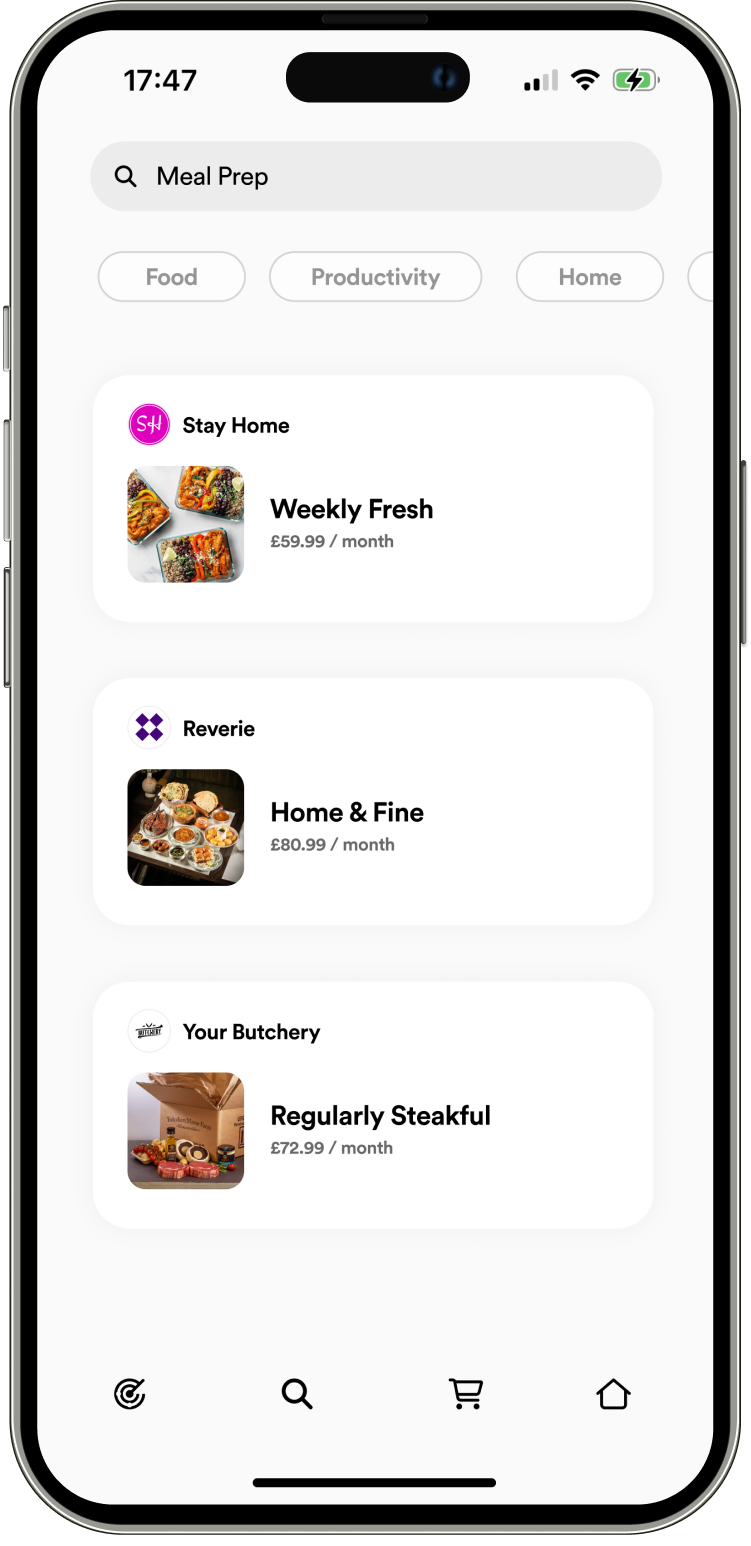 17:47
Meal Prep
Food
Productivity
Home
SH
Stay Home
Weekly Fresh
£59.99 / month
Reverie
Home & Fine
£80.99 / month
BUTCHERY
Your Butchery
Regularly Steakful
£72.99 / month